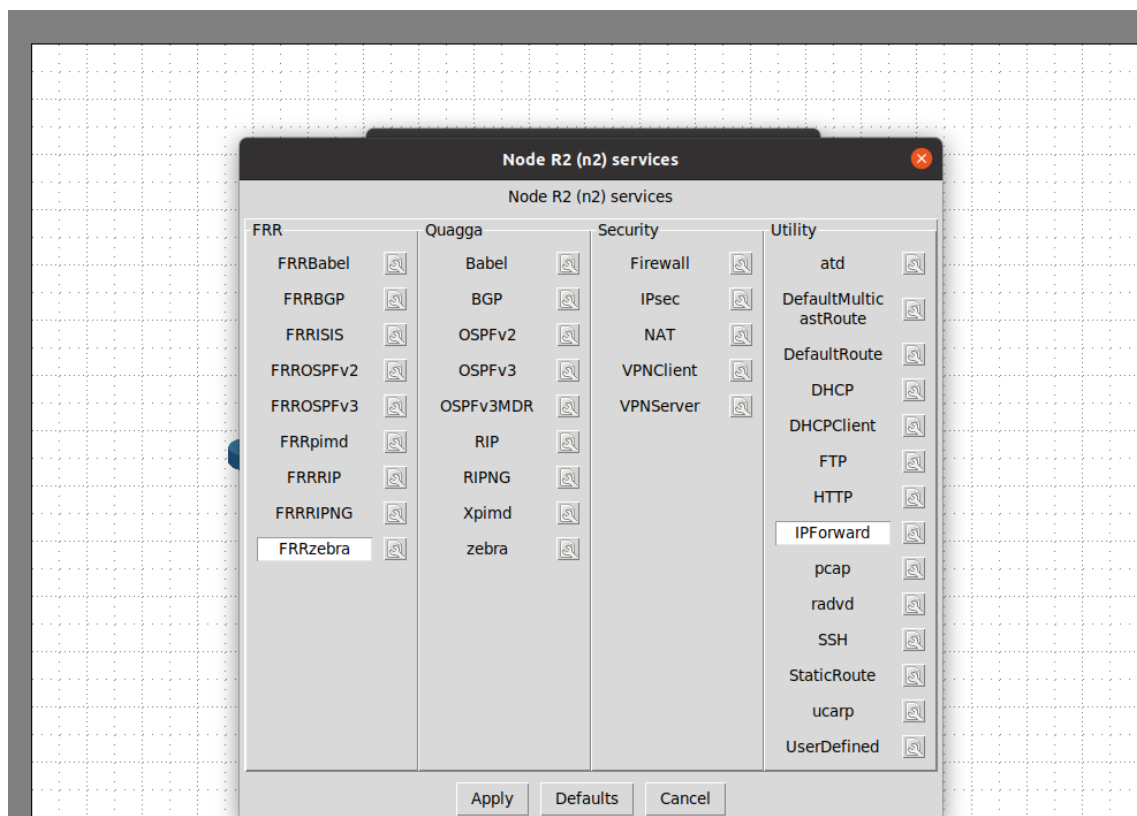 Node R2 (n2) services
Node R2 (n2) services
FRR
FRRBabel
FRRBGP
FRRISIS
FRROSPFv2
FRROSPFv3
FRRpimd
FRRRIP
FRRRIPNG
FRRzebra
Quagga
Babel
BGP
OSPFv2
OSPFv3
OSPFv3MDR
RIP
RIPNG
Xpimd
zebra
Security
Firewall
IPsec
NAT
VPNClient
VPNServer
Utility
atd
DefaultMultic
astRoute
DefaultRoute
DHCP
DHCPClient
FTP
HTTP
IPForward
pcap
radvd
SSH
StaticRoute
ucarp
UserDefined
Apply Defaults Cancel